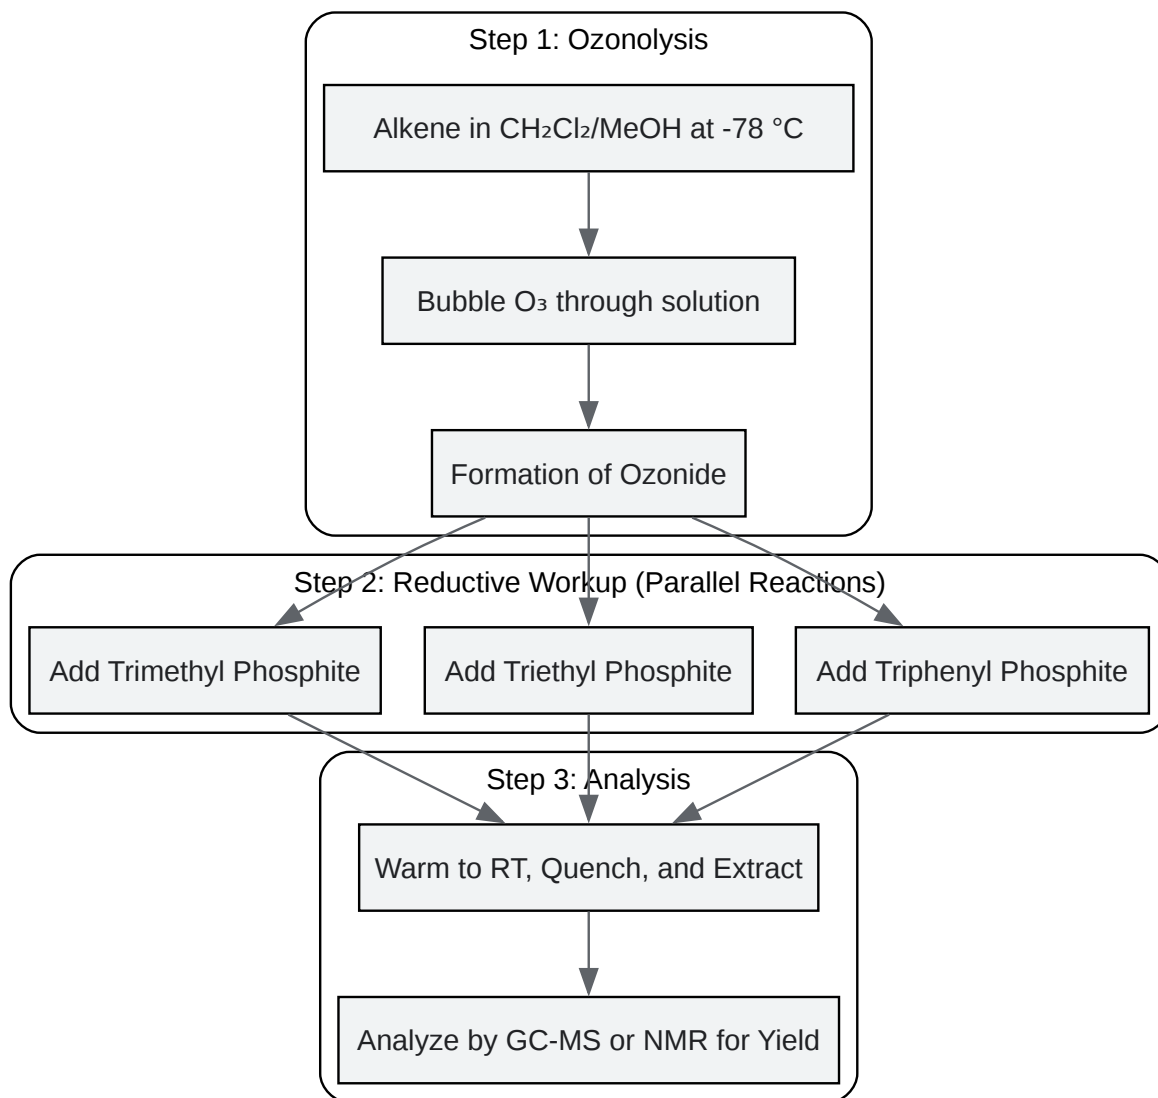 Step 1: Ozonolysis
Alkene in CH₂Cl₂/MeOH at -78 °C
Bubble O₃ through solution
Formation of Ozonide
Step 2: Reductive Workup (Parallel Reactions)
Add Trimethyl Phosphite
Add Triethyl Phosphite
Add Triphenyl Phosphite
Step 3: Analysis
Warm to RT, Quench, and Extract
Analyze by GC-MS or NMR for Yield